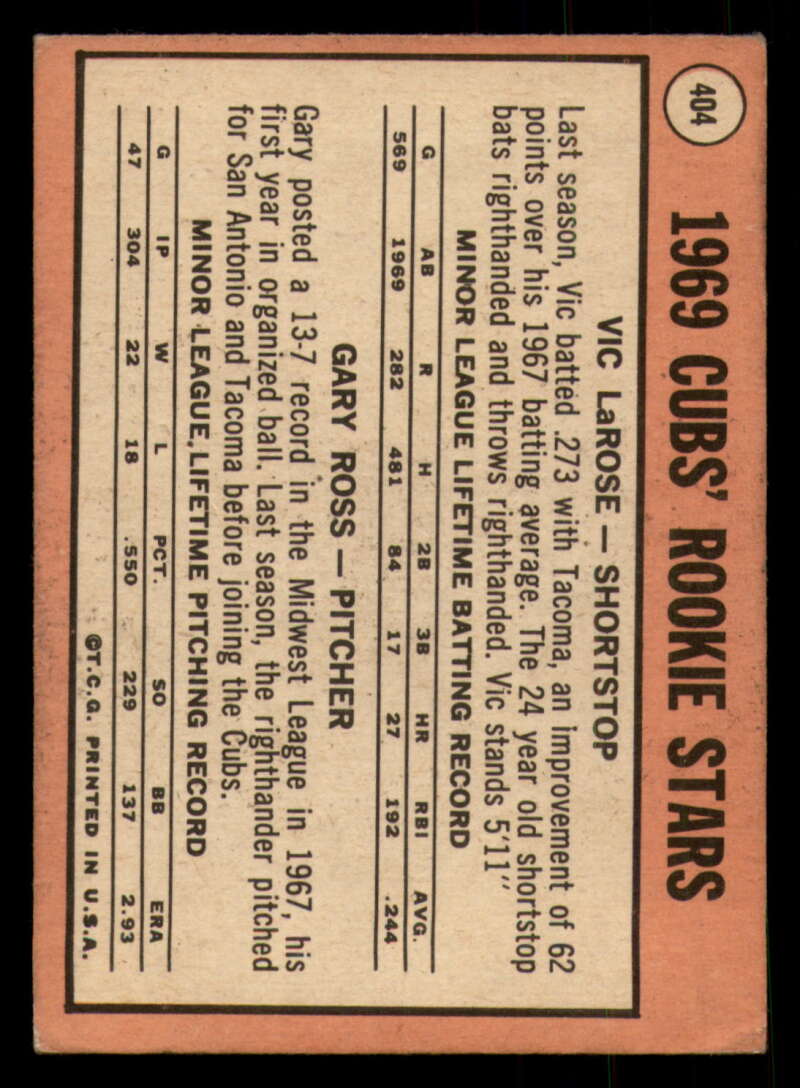 404
1969 CUBS' ROOKIE STARS
VIC LaROSE — SHORTSTOP
Last season, Vic batted .273 with Tacoma, an improvement of 62
points over his 1967 batting average. The 24 year old shortstop
bats righthanded and throws righthanded. Vic stands 5'11"
MINOR LEAGUE LIFETIME BATTING RECORD
G AB R H 2B 3B HR RBI AVG.
569 1969 282 481 84 17 27 192 .244
GARY ROSS — PITCHER
Gary posted a 13-7 record in the Midwest League in 1967, his
first year in organized ball. Last season, the righthander pitched
for San Antonio and Tacoma before joining the Cubs.
MINOR LEAGUE LIFETIME PITCHING RECORD
G IP W L PCT. SO BB ERA
47 304 22 18 .550 229 137 2.93
©T.C.G. PRINTED IN U.S.A.